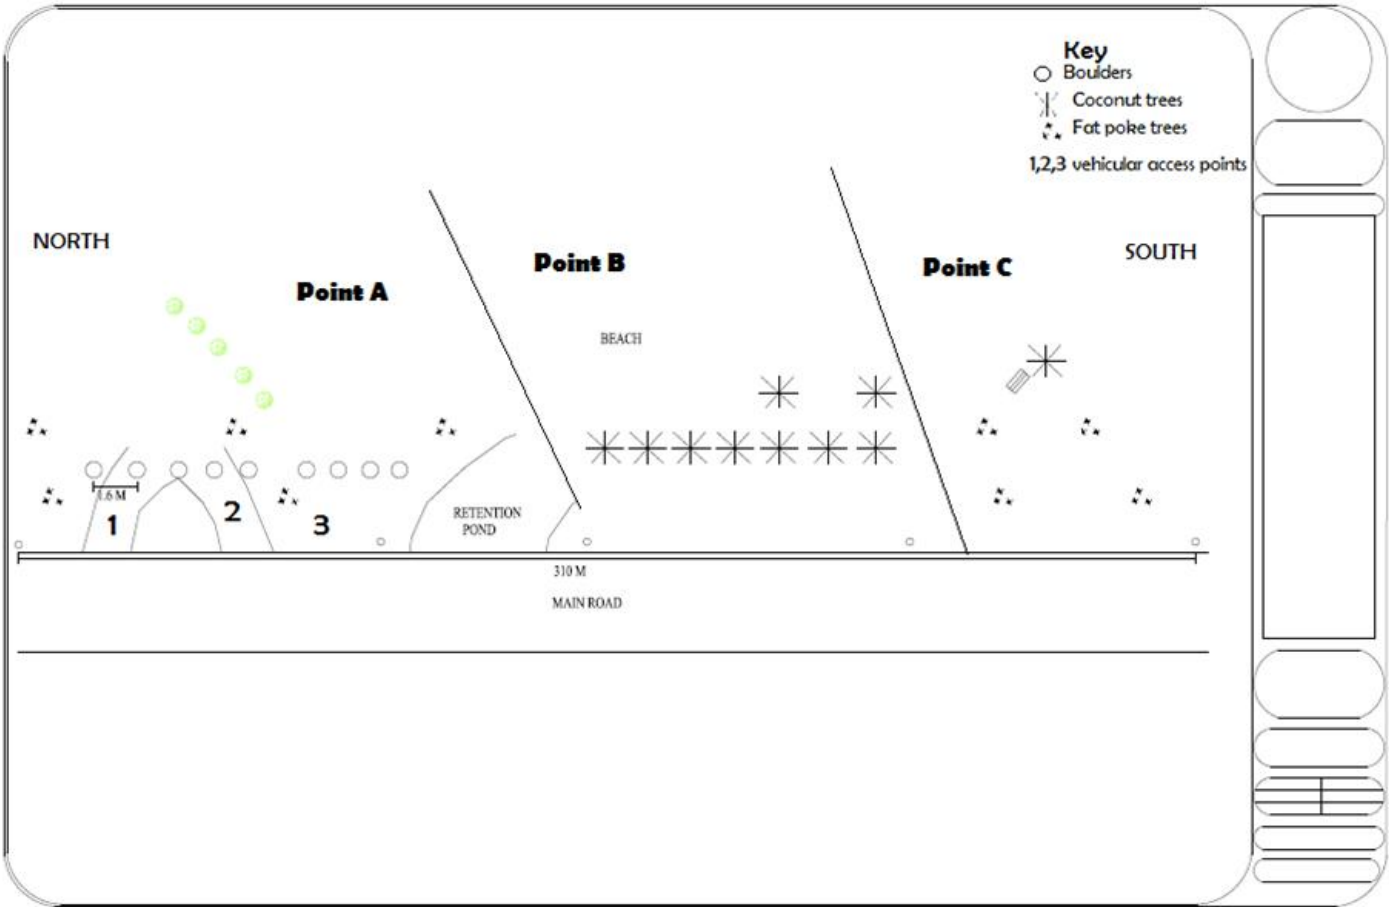 Key
Boulders
Coconut trees
Fat poke trees
1,2,3 vehicular access points
NORTH
SOUTH
Point A
Point B
Point C
BEACH
1.6 M
1
2
3
RETENTION
POND
310 M
MAIN ROAD